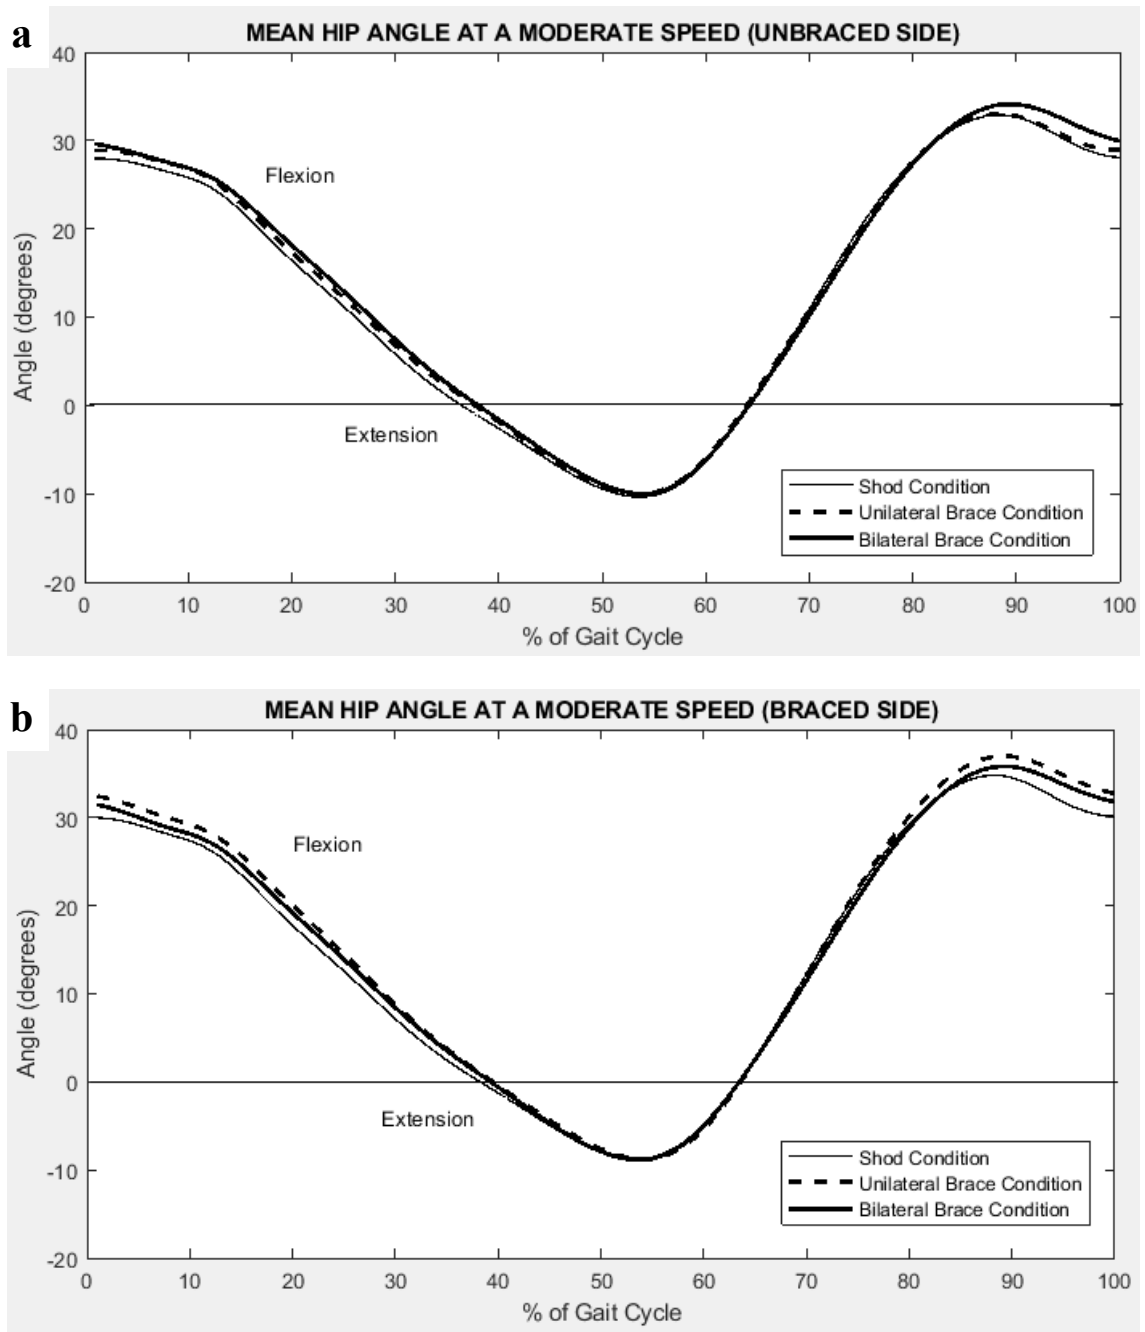 a
MEAN HIP ANGLE AT A MODERATE SPEED (UNBRACED SIDE)
40
30
20
10
0
-10
-20
Angle (degrees)
Flexion
Extension
Shod Condition
Unilateral Brace Condition
Bilateral Brace Condition
0 10 20 30 40 50 60 70 80 90 100
% of Gait Cycle
b
MEAN HIP ANGLE AT A MODERATE SPEED (BRACED SIDE)
40
30
20
10
0
-10
-20
Angle (degrees)
Flexion
Extension
Shod Condition
Unilateral Brace Condition
Bilateral Brace Condition
0 10 20 30 40 50 60 70 80 90 100
% of Gait Cycle